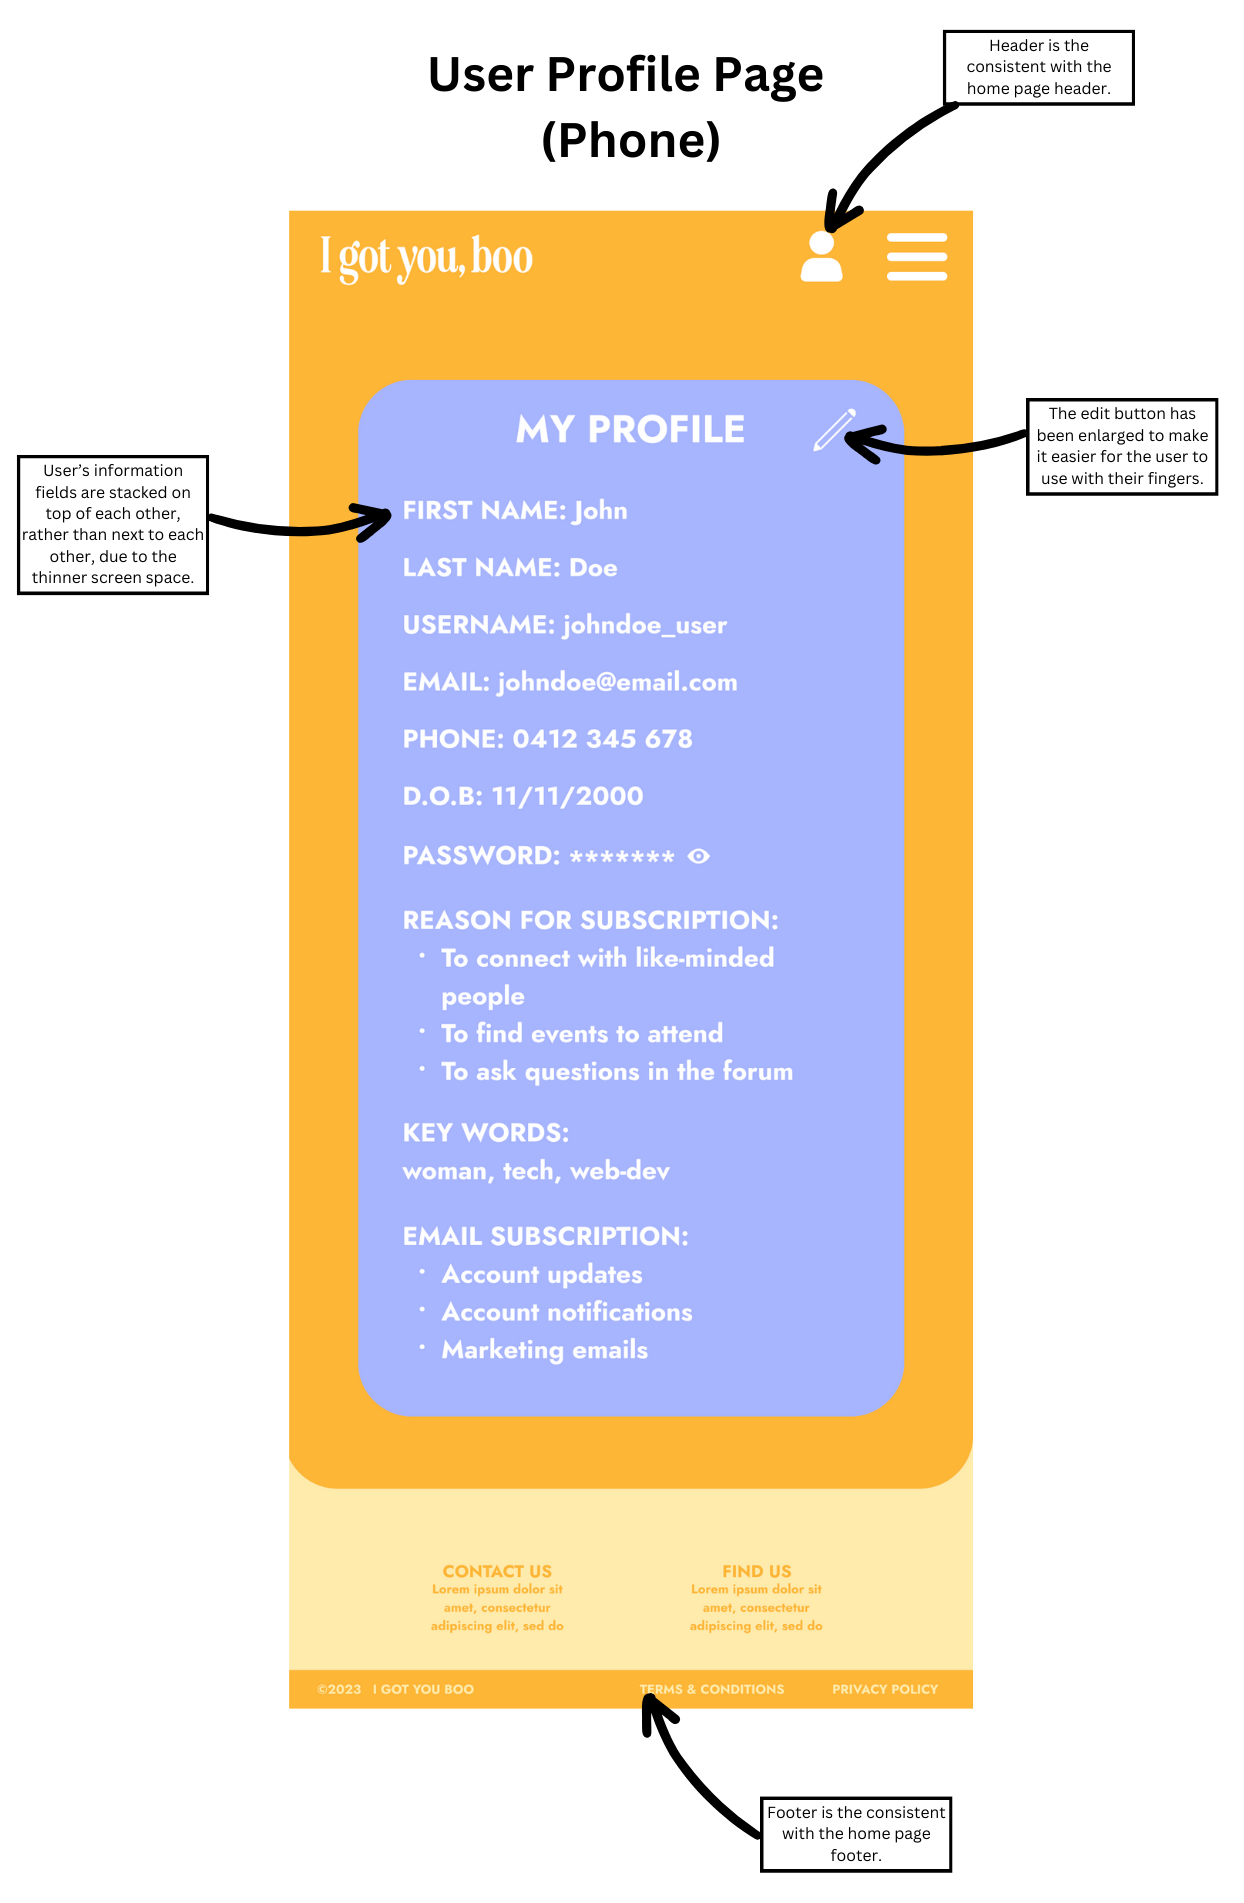 User Profile Page
(Phone)
Header is the
consistent with the
home page header.
I got you, boo
MY PROFILE
The edit button has
been enlarged to make
it easier for the user to
use with their fingers.
User’s information
fields are stacked on
top of each other,
rather than next to each
other, due to the
thinner screen space.
FIRST NAME: John
LAST NAME: Doe
USERNAME: johndoe_user
EMAIL: johndoe@email.com
PHONE: 0412 345 678
D.O.B: 11/11/2000
PASSWORD: *******
REASON FOR SUBSCRIPTION:
• To connect with like-minded
people
• To find events to attend
• To ask questions in the forum
KEY WORDS:
woman, tech, web-dev
EMAIL SUBSCRIPTION:
• Account updates
• Account notifications
• Marketing emails
CONTACT US
Lorem ipsum dolor sit
amet, consectetur
adipiscing elit, sed do
FIND US
Lorem ipsum dolor sit
amet, consectetur
adipiscing elit, sed do
©2023 I GOT YOU BOO
TERMS & CONDITIONS
PRIVACY POLICY
Footer is the consistent
with the home page
footer.